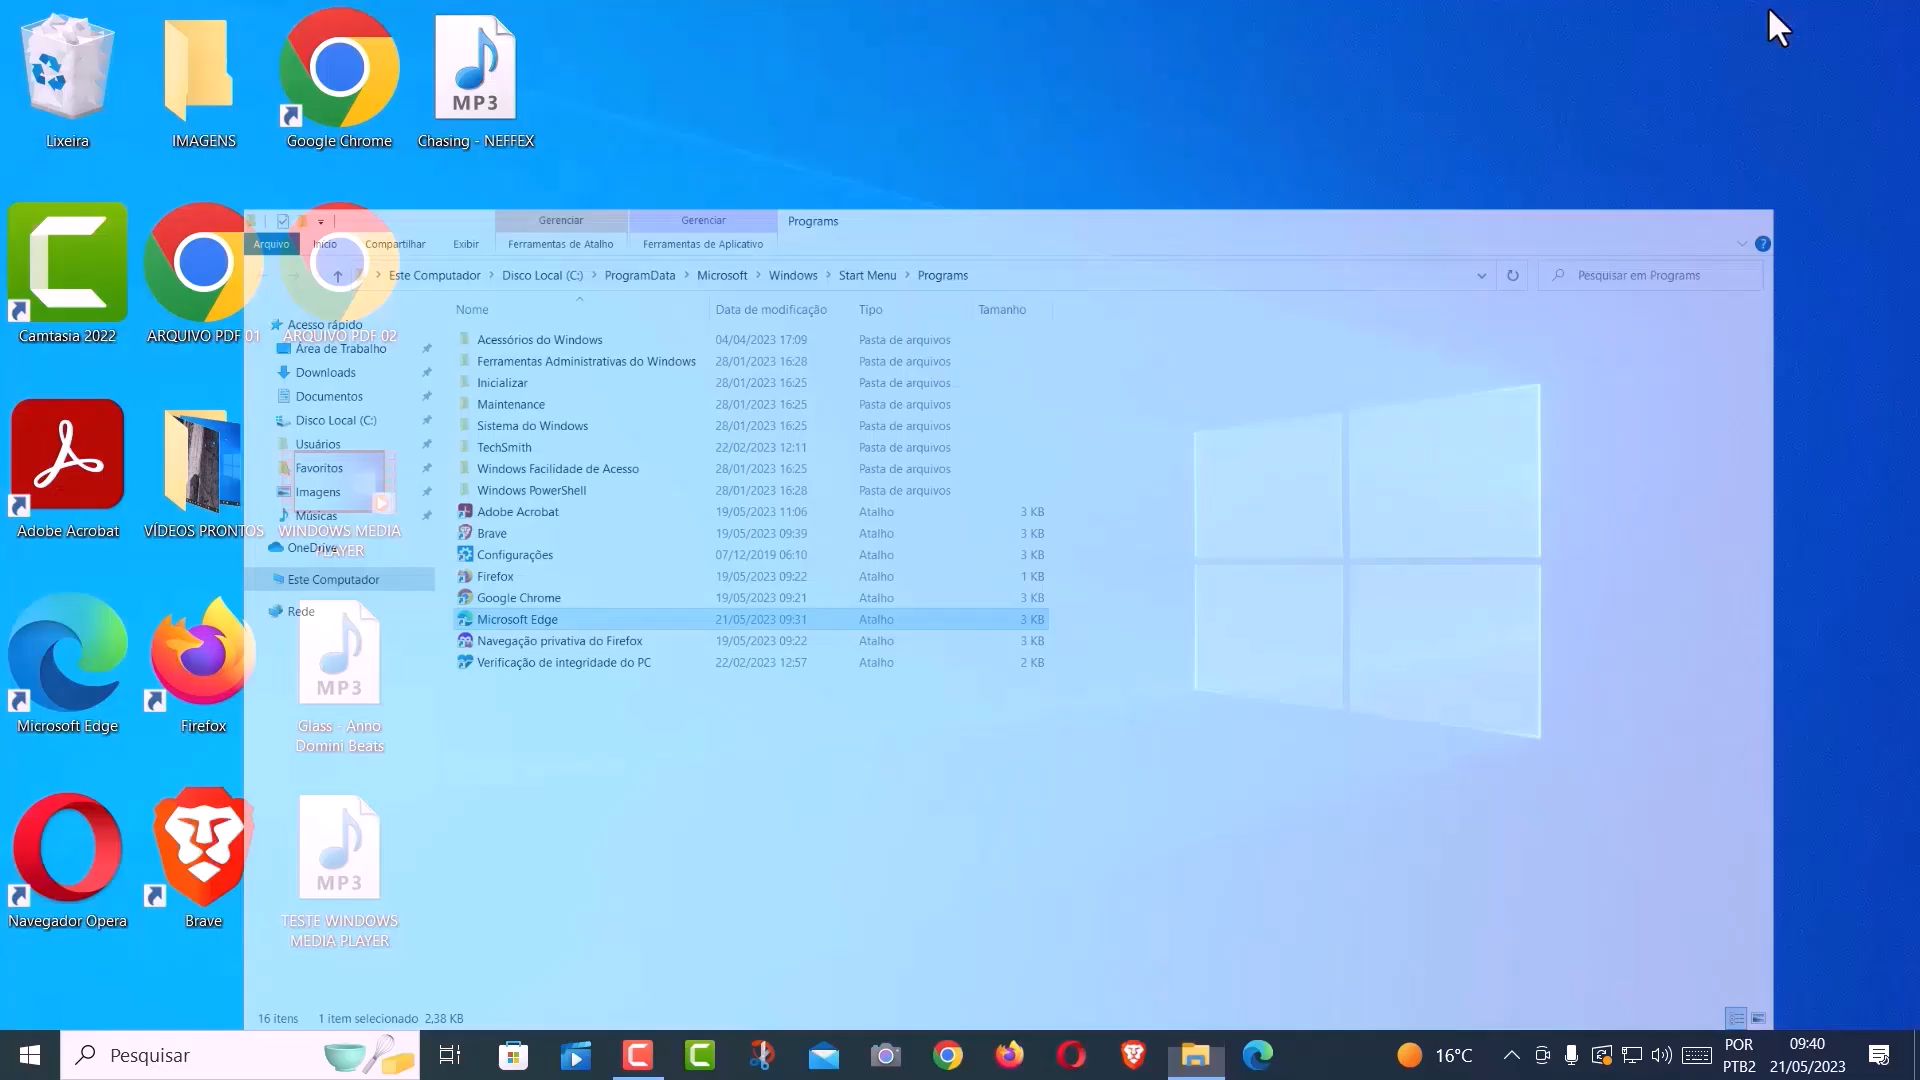 Lixeira
IMAGENS
Google Chrome
MP3
Chasing - NEFFEX
Camtasia 2022
ARQUIVO PDF 01
ARQUIVO PDF 02
Adobe Acrobat
VÍDEOS PRONTOS
WINDOWS MEDIA
PLAYER
Microsoft Edge
Firefox
MP3
Glass - Anno
Domini Beats
Navegador Opera
Brave
MP3
TESTE WINDOWS
MEDIA PLAYER
Gerenciar
Gerenciar
Programs
Arquivo
Início
Compartilhar
Exibir
Ferramentas de Atalho
Ferramentas de Aplicativo
Este Computador > Disco Local (C:) > ProgramData > Microsoft > Windows > Start Menu > Programs
Pesquisar em Programs
Acesso rápido
Área de Trabalho
Downloads
Documentos
Disco Local (C:)
Usuários
Favoritos
Imagens
Músicas
OneDrive
Este Computador
Rede
Nome Data de modificação Tipo Tamanho
Acessórios do Windows 04/04/2023 17:09 Pasta de arquivos
Ferramentas Administrativas do Windows 28/01/2023 16:28 Pasta de arquivos
Inicializar 28/01/2023 16:25 Pasta de arquivos
Maintenance 28/01/2023 16:25 Pasta de arquivos
Sistema do Windows 28/01/2023 16:25 Pasta de arquivos
TechSmith 22/02/2023 12:11 Pasta de arquivos
Windows Facilidade de Acesso 28/01/2023 16:25 Pasta de arquivos
Windows PowerShell 28/01/2023 16:28 Pasta de arquivos
Adobe Acrobat 19/05/2023 11:06 Atalho 3 KB
Brave 19/05/2023 09:39 Atalho 3 KB
Configurações 07/12/2019 06:10 Atalho 3 KB
Firefox 19/05/2023 09:22 Atalho 1 KB
Google Chrome 19/05/2023 09:21 Atalho 3 KB
Microsoft Edge 21/05/2023 09:31 Atalho 3 KB
Navegação privativa do Firefox 19/05/2023 09:22 Atalho 3 KB
Verificação de integridade do PC 22/02/2023 12:57 Atalho 2 KB
16 itens 1 item selecionado 2,38 KB
Pesquisar
16°C
POR
PTB2
09:40
21/05/2023